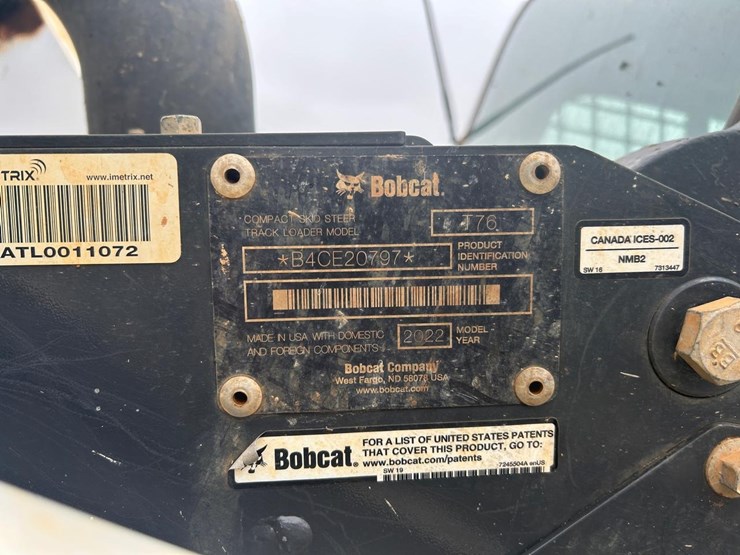 TRIX
www.imetrix.net
ATL0011072
Bobcat.
COMPACT SKID STEER
TRACK LOADER MODEL
T76
*B4CE20797*
PRODUCT
IDENTIFICATION
NUMBER
MADE IN USA WITH DOMESTIC
AND FOREIGN COMPONENTS
2022
MODEL
YEAR
Bobcat Company
West Fargo, ND 58078 USA
www.bobcat.com
CANADA ICES-002
NMB2
SW 16
7313447
Bobcat®
FOR A LIST OF UNITED STATES PATENTS
THAT COVER THIS PRODUCT, GO TO:
www.bobcat.com/patents
SW 19
7245504A enUS